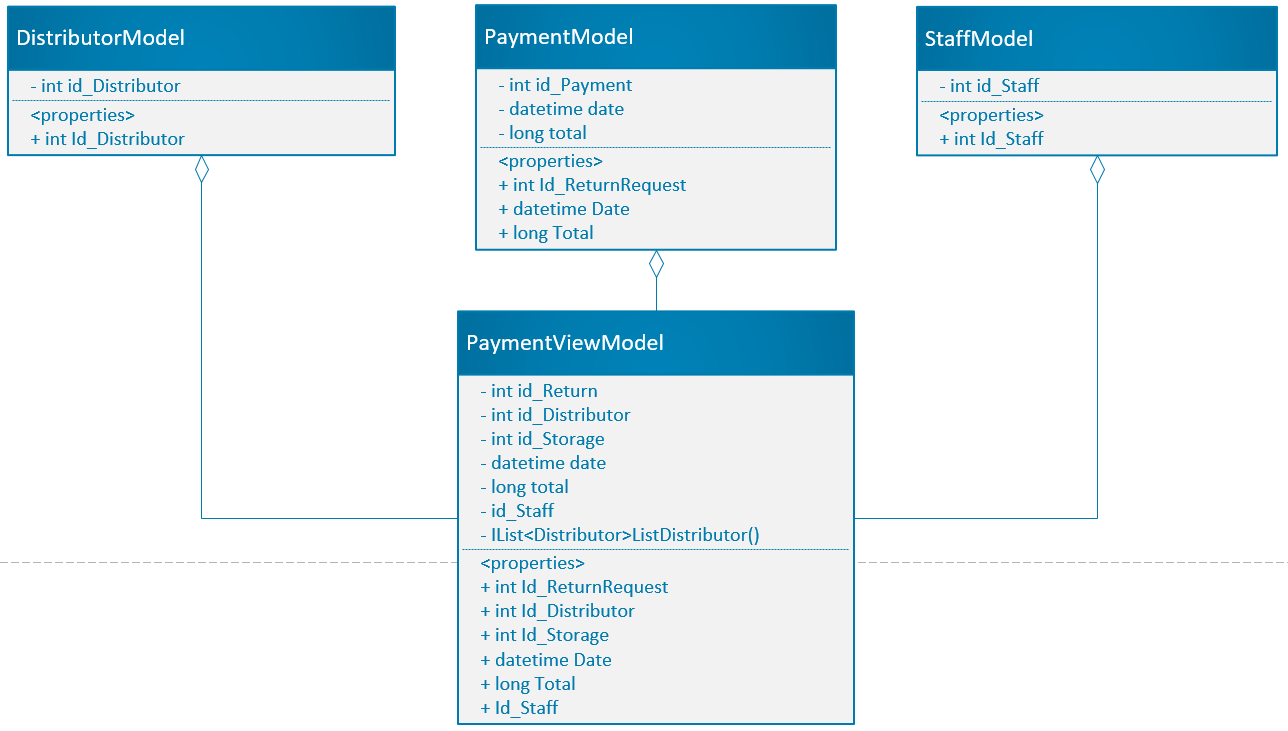 DistributorModel
- int id_Distributor
<properties>
+ int Id_Distributor
PaymentModel
- int id_Payment
- datetime date
- long total
<properties>
+ int Id_ReturnRequest
+ datetime Date
+ long Total
StaffModel
- int id_Staff
<properties>
+ int Id_Staff
PaymentViewModel
- int id_Return
- int id_Distributor
- int id_Storage
- datetime date
- long total
- id_Staff
- IList<Distributor>ListDistributor()
<properties>
+ int Id_ReturnRequest
+ int Id_Distributor
+ int Id_Storage
+ datetime Date
+ long Total
+ Id_Staff